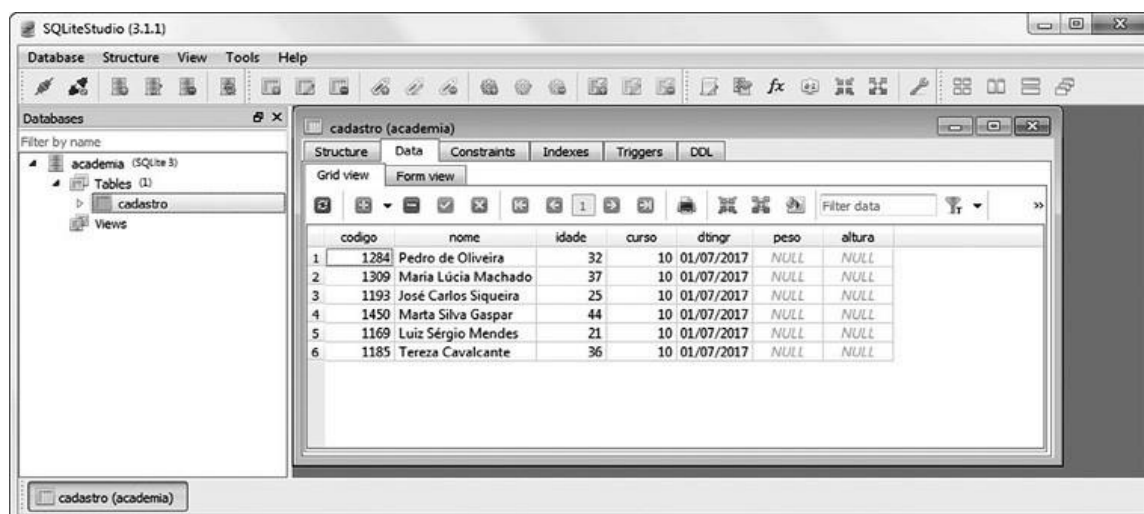 SQLiteStudio (3.1.1)
Database Structure View Tools Help
Databases
Filter by name
academia (SQLite 3)
Tables (1)
cadastro
Views
cadastro (academia)
Structure Data Constraints Indexes Triggers DDL
Grid view Form view
1 Filter data
codigo nome idade curso dtingr peso altura
1 1284 Pedro de Oliveira 32 10 01/07/2017 NULL NULL
2 1309 Maria Lúcia Machado 37 10 01/07/2017 NULL NULL
3 1193 José Carlos Siqueira 25 10 01/07/2017 NULL NULL
4 1450 Marta Silva Gaspar 44 10 01/07/2017 NULL NULL
5 1169 Luiz Sérgio Mendes 21 10 01/07/2017 NULL NULL
6 1185 Tereza Cavalcante 36 10 01/07/2017 NULL NULL
cadastro (academia)